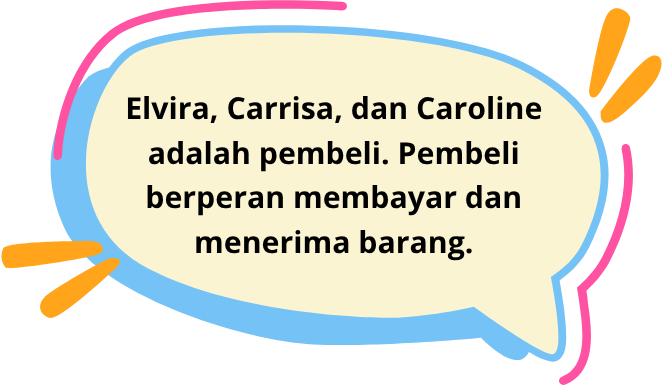 Elvira, Carrisa, dan Caroline
adalah pembeli. Pembeli
berperan membayar dan
menerima barang.